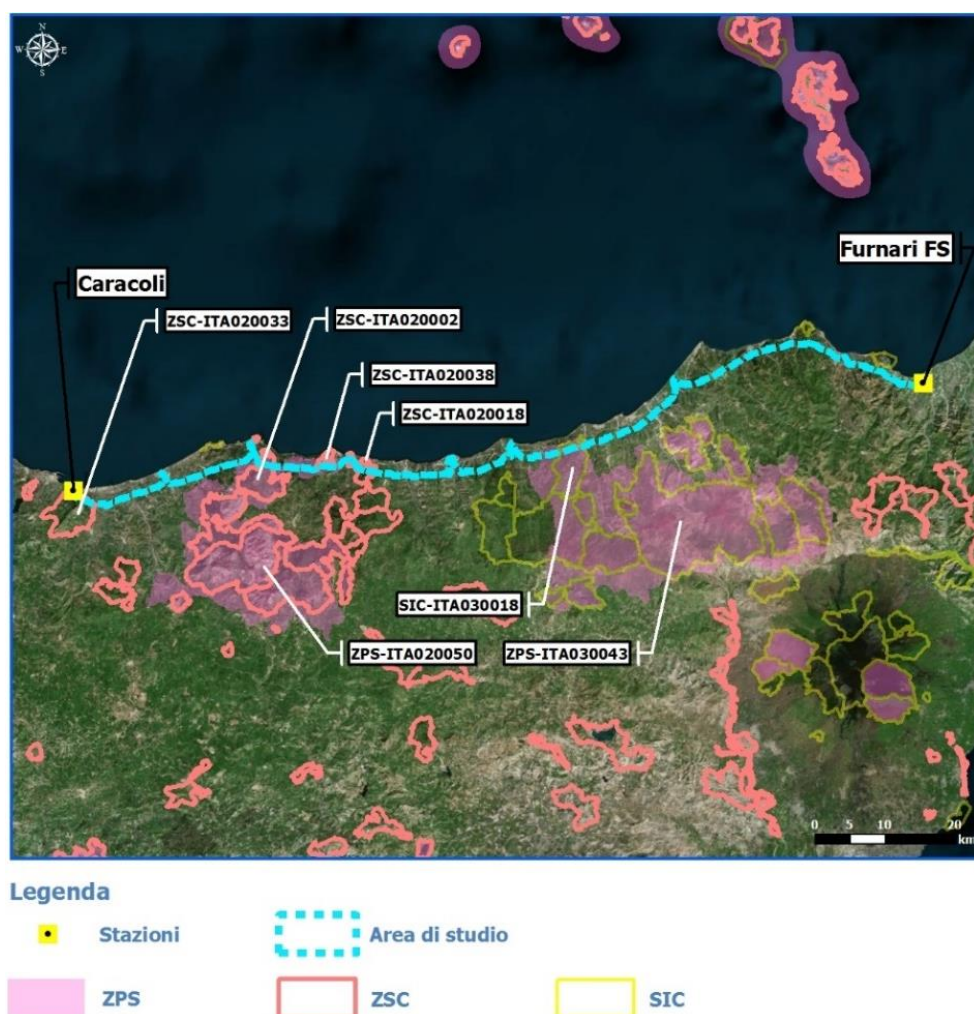 N
W E
S
Furnari FS
Caracoli
ZSC-ITA020033
ZSC-ITA020002
ZSC-ITA020038
ZSC-ITA020018
SIC-ITA030018
ZPS-ITA020050
ZPS-ITA030043
0 5 10 20
km
Legenda
Stazioni
Area di studio
ZPS
ZSC
SIC